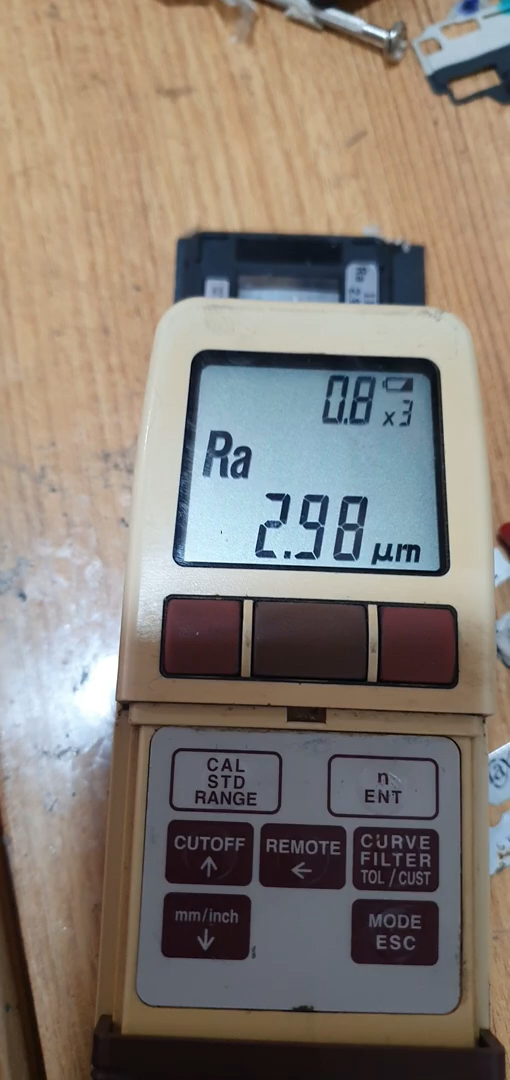 Ra
0.8 x3
Ra
2.98 µm
CAL
STD
RANGE
n
ENT
CUTOFF
↑
REMOTE
←
CURVE
FILTER
TOL / CUST
mm/inch
↓
MODE
ESC